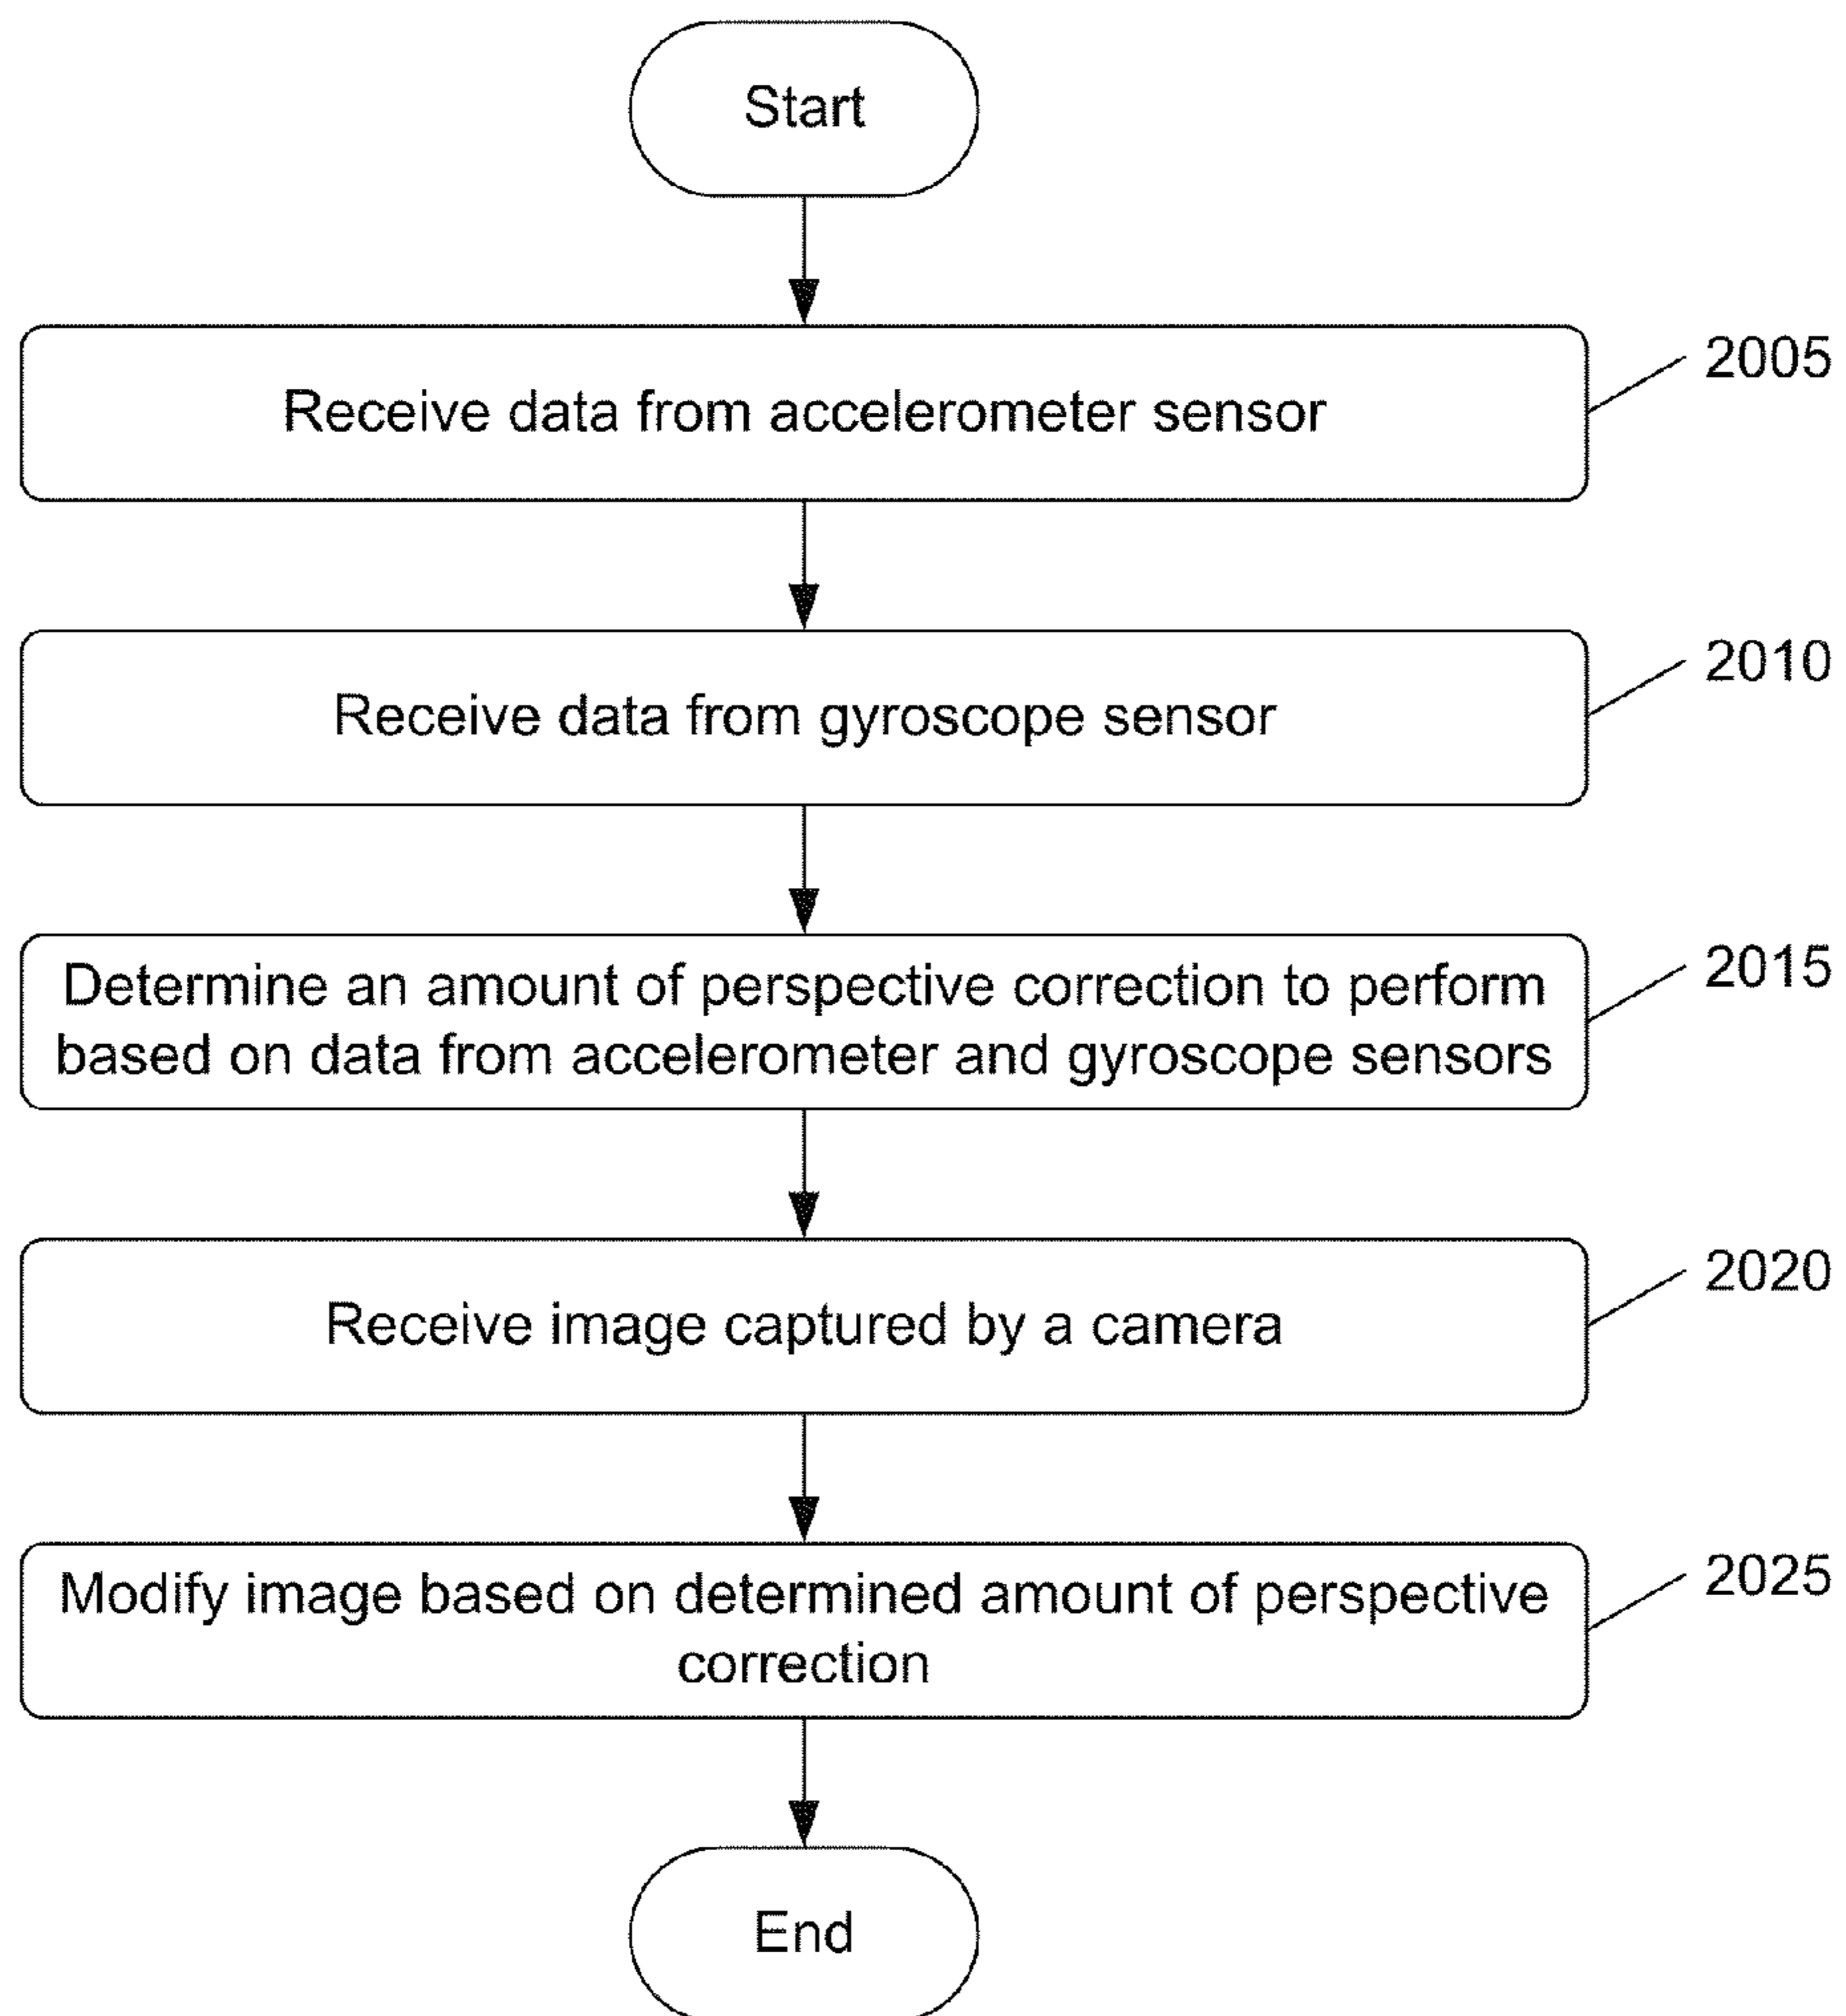 Start
Receive data from accelerometer sensor
2005
Receive data from gyroscope sensor
2010
Determine an amount of perspective correction to perform
based on data from accelerometer and gyroscope sensors
2015
Receive image captured by a camera
2020
Modify image based on determined amount of perspective
correction
2025
End